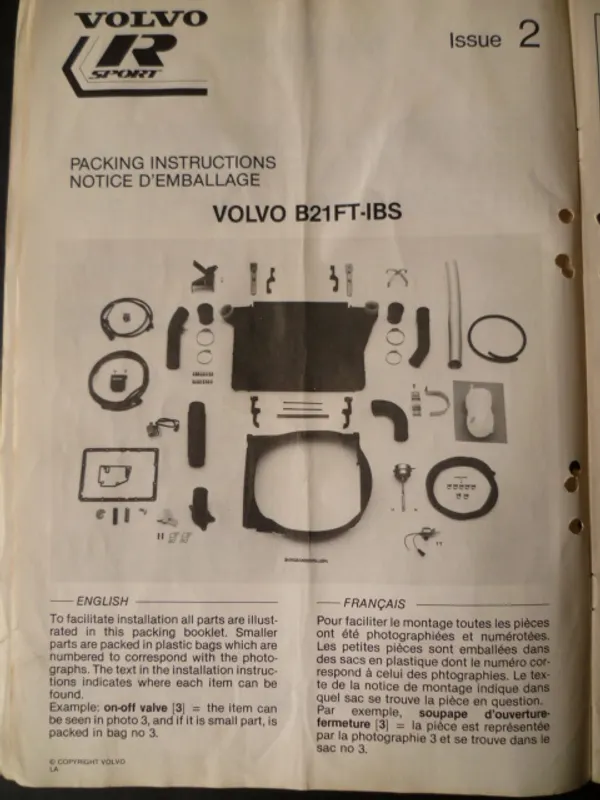 VOLVO
R
SPORT
Issue 2
PACKING INSTRUCTIONS
NOTICE D'EMBALLAGE
VOLVO B21FT-IBS
ENGLISH
To facilitate installation all parts are illust-
rated in this packing booklet. Smaller
parts are packed in plastic bags which are
numbered to correspond with the photo-
graphs. The text in the installation instruc-
tions indicates where each item can be
found.
Example: on-off valve [3] = the item can
be seen in photo 3, and if it is small part, is
packed in bag no 3.
© COPYRIGHT VOLVO
LA
FRANÇAIS
Pour faciliter le montage toutes les pièces
ont été photographiées et numérotées.
Les petites pièces sont emballées dans
des sacs en plastique dont le numéro cor-
respond à celui des phtographies. Le tex-
te de la notice de montage indique dans
quel sac se trouve la pièce en question.
Par exemple, soupape d'ouverture-
fermeture [3] = la pièce est représentée
par la photographie 3 et se trouve dans le
sac no 3.